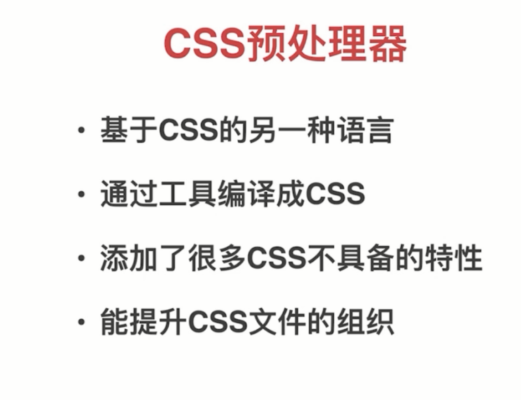 CSS预处理器
• 基于CSS的另一种语言
• 通过工具编译成CSS
• 添加了很多CSS不具备的特性
• 能提升CSS文件的组织